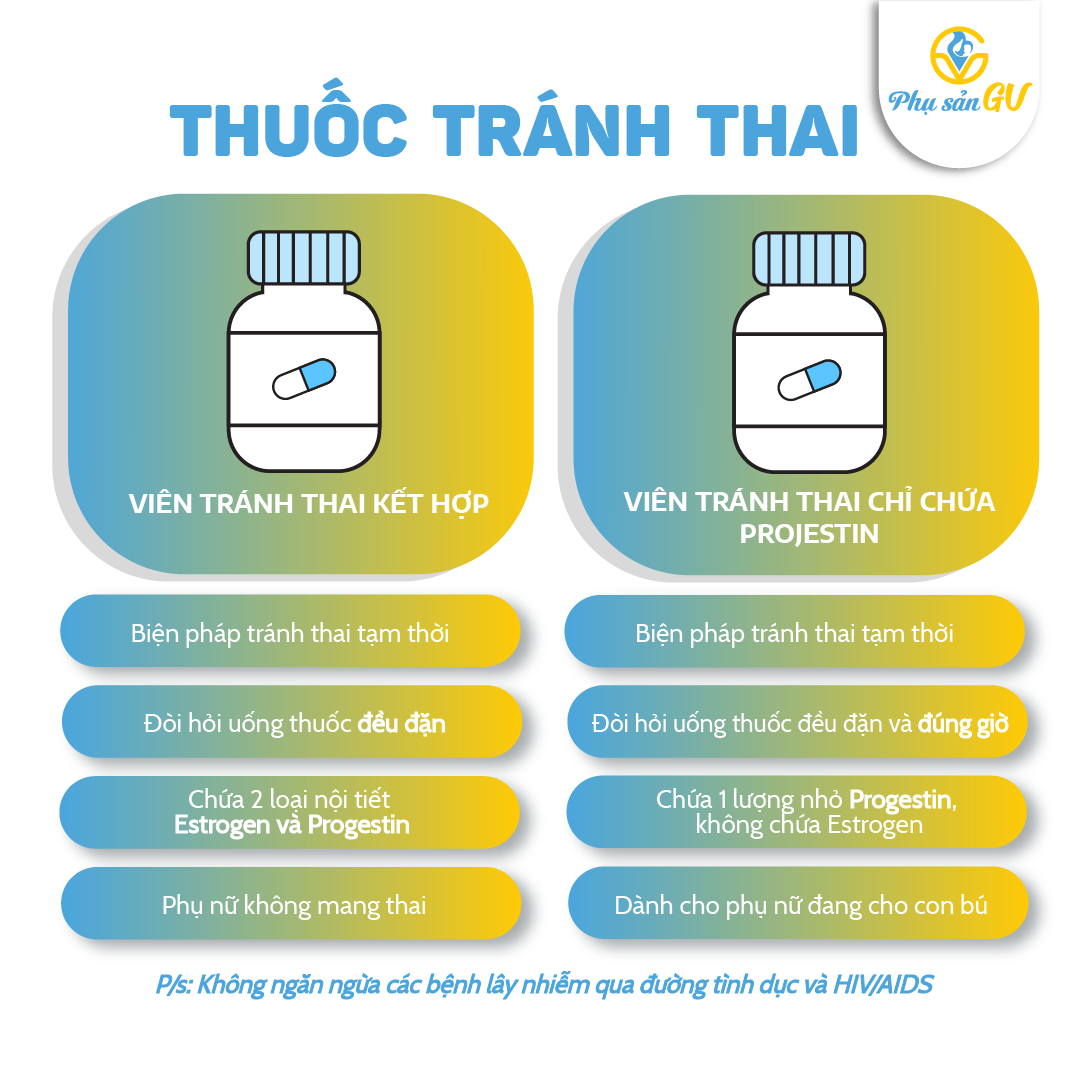 Phụ sản GV
THUỐC TRÁNH THAI
VIÊN TRÁNH THAI KẾT HỢP
Biện pháp tránh thai tạm thời
Đòi hỏi uống thuốc đều đặn
Chứa 2 loại nội tiết
Estrogen và Progestin
Phụ nữ không mang thai
VIÊN TRÁNH THAI CHỈ CHỨA
PROJESTIN
Biện pháp tránh thai tạm thời
Đòi hỏi uống thuốc đều đặn và đúng giờ
Chứa 1 lượng nhỏ Progestin,
không chứa Estrogen
Dành cho phụ nữ đang cho con bú
P/s: Không ngăn ngừa các bệnh lây nhiễm qua đường tình dục và HIV/AIDS